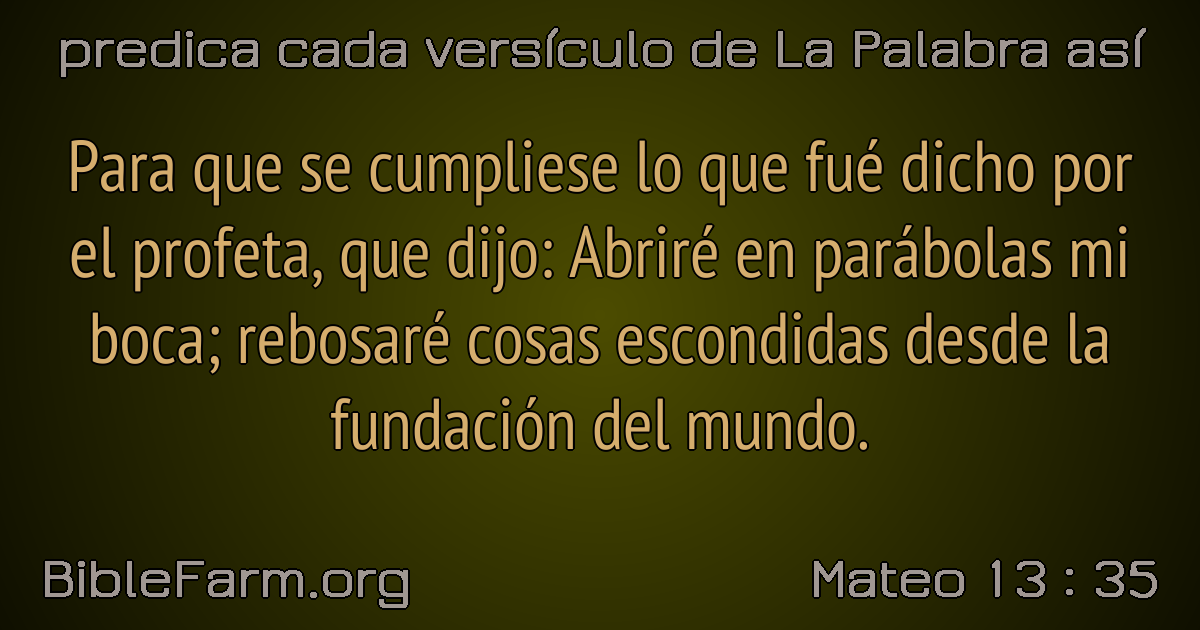 predica cada versículo de La Palabra así
Para que se cumpliese lo que fué dicho por
el profeta, que dijo: Abriré en parábolas mi
boca; rebosaré cosas escondidas desde la
fundación del mundo.
BibleFarm.org
Mateo 13 : 35